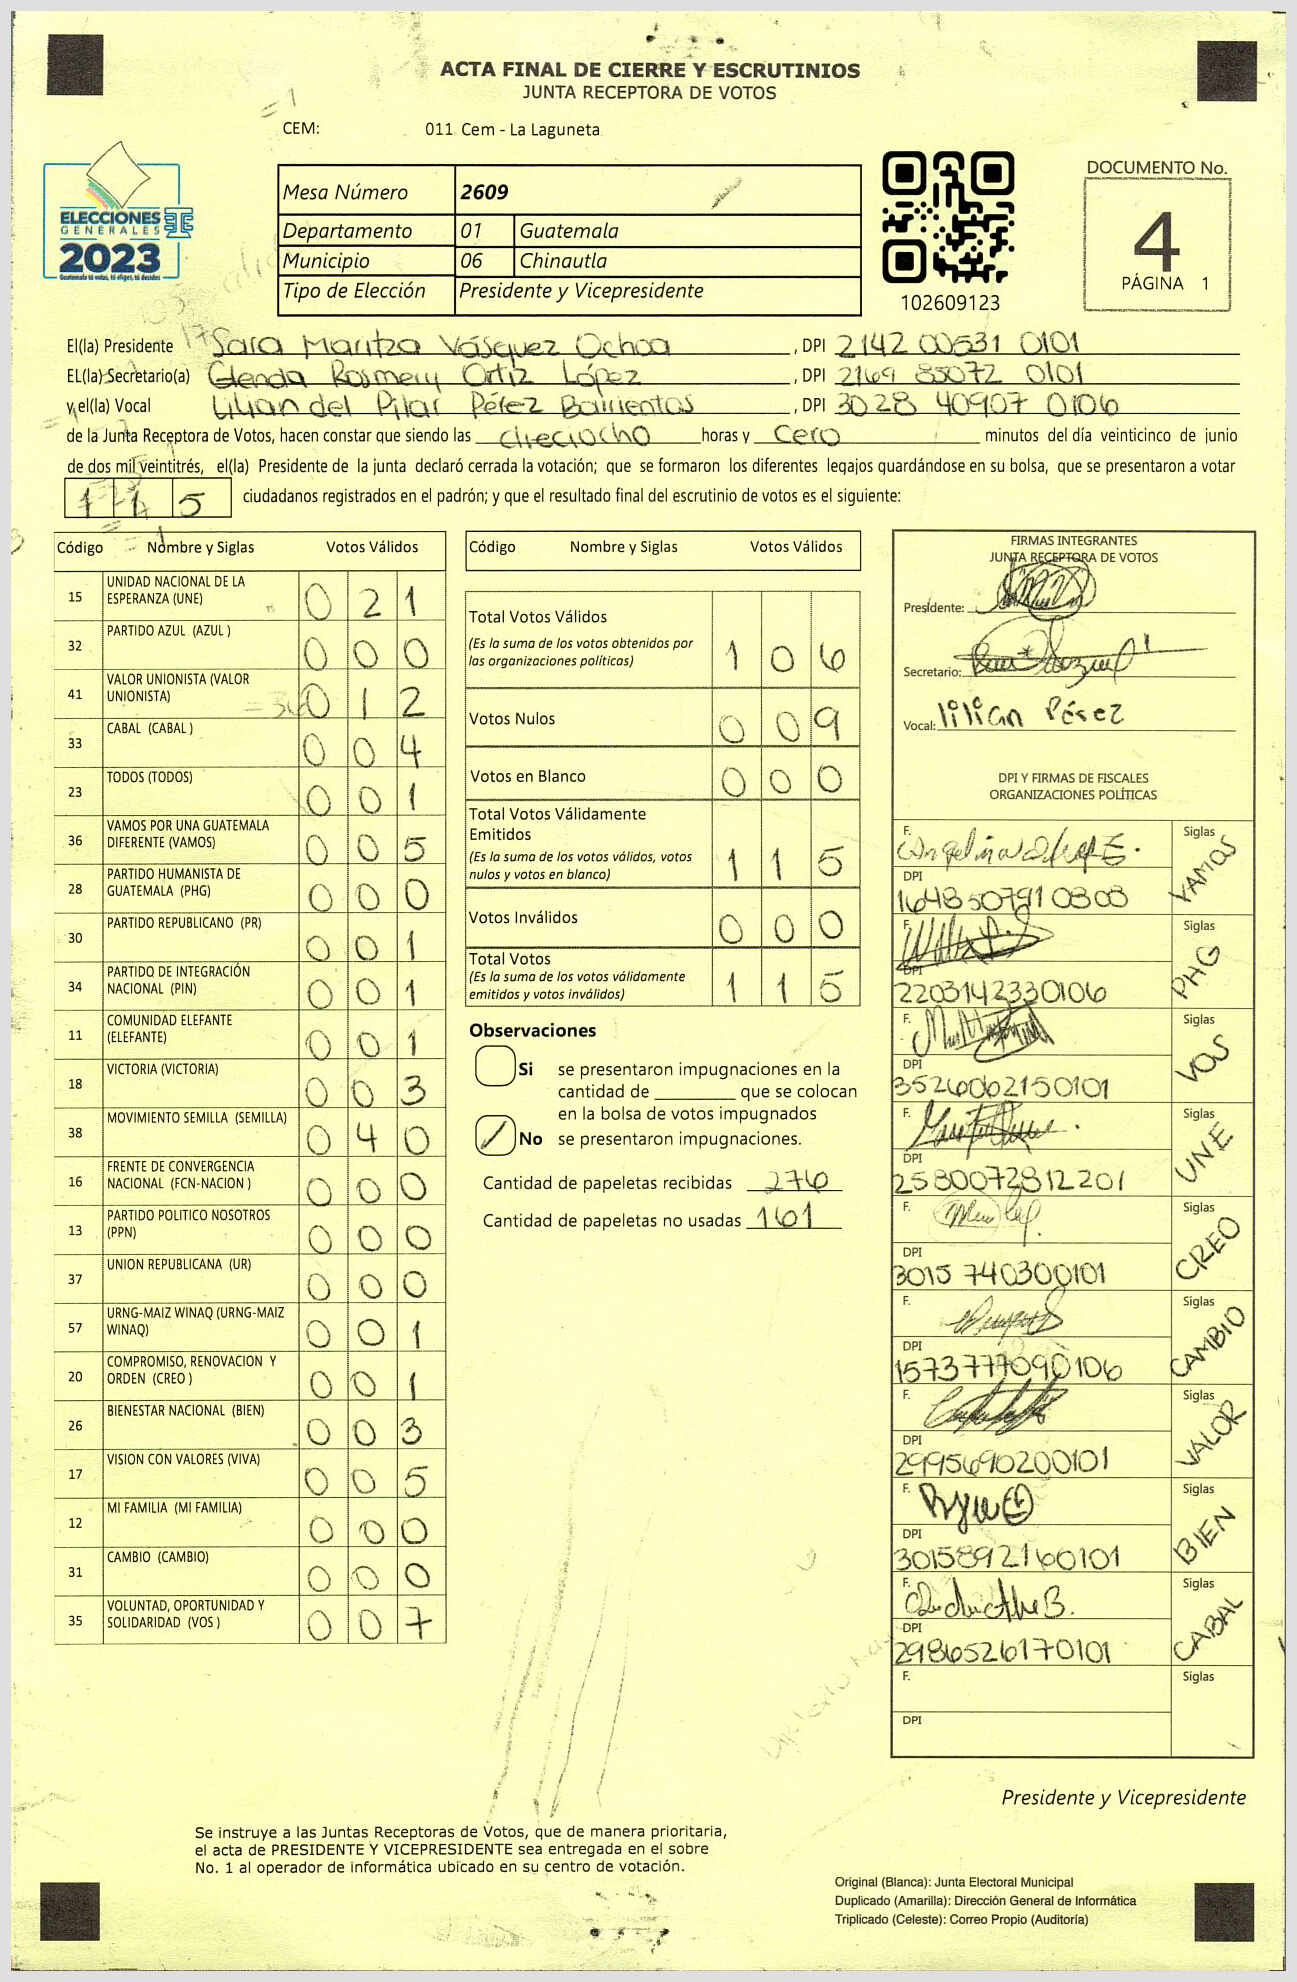 ACTA FINAL DE CIERRE Y ESCRUTINIOS
JUNTA RECEPTORA DE VOTOS
CEM: 011 Cem - La Laguneta
ELECCIONES
GENERALES
2023
Guatemala tú votas, tú eliges, tú decides
Mesa Número 2609
Departamento 01 Guatemala
Municipio 06 Chinautla
Tipo de Elección Presidente y Vicepresidente
102609123
DOCUMENTO No.
4
PÁGINA 1
El(la) Presidente Sara Maritza Vásquez Ochoa, DPI 2142 00531 0101
EL(la) Secretario(a) Glenda Rosmery Ortiz López, DPI 2169 85072 0101
y el(la) Vocal Lilian del Pilar Pérez Barrientos, DPI 3028 40907 0106
de la Junta Receptora de Votos, hacen constar que siendo las dieciocho horas y cero minutos del día veinticinco de junio
de dos mil veintitrés, el(la) Presidente de la junta declaró cerrada la votación; que se formaron los diferentes legajos quardándose en su bolsa, que se presentaron a votar
115 ciudadanos registrados en el padrón; y que el resultado final del escrutinio de votos es el siguiente:
Código Nombre y Siglas Votos Válidos
15 UNIDAD NACIONAL DE LA ESPERANZA (UNE) 0 2 1
32 PARTIDO AZUL (AZUL ) 0 0 0
41 VALOR UNIONISTA (VALOR UNIONISTA) 0 1 2
33 CABAL (CABAL ) 0 0 4
23 TODOS (TODOS) 0 0 1
36 VAMOS POR UNA GUATEMALA DIFERENTE (VAMOS) 0 0 5
28 PARTIDO HUMANISTA DE GUATEMALA (PHG) 0 0 0
30 PARTIDO REPUBLICANO (PR) 0 0 1
34 PARTIDO DE INTEGRACIÓN NACIONAL (PIN) 0 0 1
11 COMUNIDAD ELEFANTE (ELEFANTE) 0 0 1
18 VICTORIA (VICTORIA) 0 0 3
38 MOVIMIENTO SEMILLA (SEMILLA) 0 4 0
16 FRENTE DE CONVERGENCIA NACIONAL (FCN-NACION ) 0 0 0
13 PARTIDO POLITICO NOSOTROS (PPN) 0 0 0
37 UNION REPUBLICANA (UR) 0 0 0
57 URNG-MAIZ WINAQ (URNG-MAIZ WINAQ) 0 0 1
20 COMPROMISO, RENOVACION Y ORDEN (CREO ) 0 0 1
26 BIENESTAR NACIONAL (BIEN) 0 0 3
17 VISION CON VALORES (VIVA) 0 0 5
12 MI FAMILIA (MI FAMILIA) 0 0 0
31 CAMBIO (CAMBIO) 0 0 0
35 VOLUNTAD, OPORTUNIDAD Y SOLIDARIDAD (VOS ) 0 0 7
Código Nombre y Siglas Votos Válidos
Total Votos Válidos
(Es la suma de los votos obtenidos por las organizaciones políticas) 1 0 6
Votos Nulos 0 0 9
Votos en Blanco 0 0 0
Total Votos Válidamente Emitidos
(Es la suma de los votos válidos, votos nulos y votos en blanco) 1 1 5
Votos Inválidos 0 0 0
Total Votos
(Es la suma de los votos válidamente emitidos y votos inválidos) 1 1 5
Observaciones
Si se presentaron impugnaciones en la
cantidad de ________ que se colocan
en la bolsa de votos impugnados
No se presentaron impugnaciones.
Cantidad de papeletas recibidas 276
Cantidad de papeletas no usadas 161
FIRMAS INTEGRANTES
JUNTA RECEPTORA DE VOTOS
Presidente:
Secretario:
Vocal: lilian Pérez
DPI Y FIRMAS DE FISCALES
ORGANIZACIONES POLÍTICAS
F. Siglas VAMOS
DPI 1648507910808
F. Siglas PHG
DPI 2203142330106
F. Siglas VOS
DPI 3526062150101
F. Siglas UNE
DPI 2580072812201
F. Siglas CREO
DPI 3015 740300101
F. Siglas CAMBIO
DPI 1573777090106
F. Siglas VALOR
DPI 2995690200101
F. Siglas BIEN
DPI 3015892160101
F. Siglas CABAL
DPI 2986526170101
F. Siglas
DPI
Presidente y Vicepresidente
Se instruye a las Juntas Receptoras de Votos, que de manera prioritaria,
el acta de PRESIDENTE Y VICEPRESIDENTE sea entregada en el sobre
No. 1 al operador de informática ubicado en su centro de votación.
Original (Blanca): Junta Electoral Municipal
Duplicado (Amarilla): Dirección General de Informática
Triplicado (Celeste): Correo Propio (Auditoría)